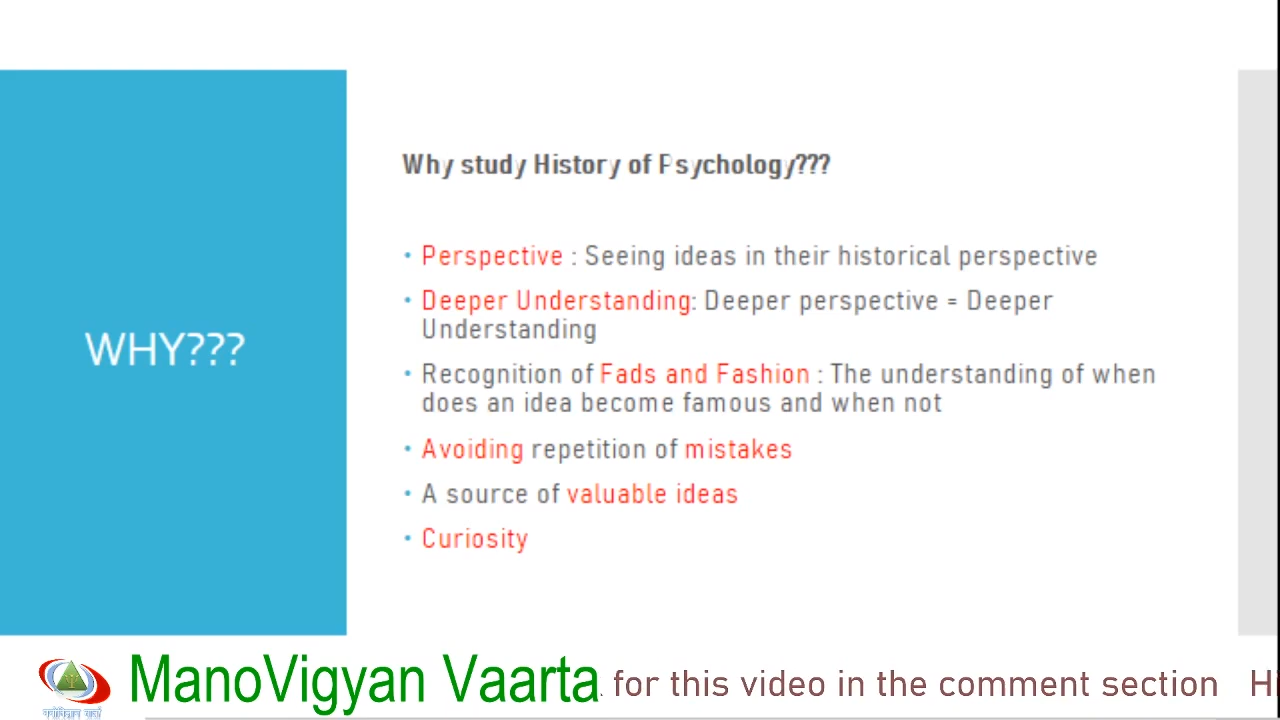 WHY???
Why study History of Psychology???
• Perspective : Seeing ideas in their historical perspective
• Deeper Understanding: Deeper perspective = Deeper
Understanding
• Recognition of Fads and Fashion : The understanding of when
does an idea become famous and when not
• Avoiding repetition of mistakes
• A source of valuable ideas
• Curiosity
मनोविज्ञान वार्ता
ManoVigyan Vaarta. for this video in the comment section Hi